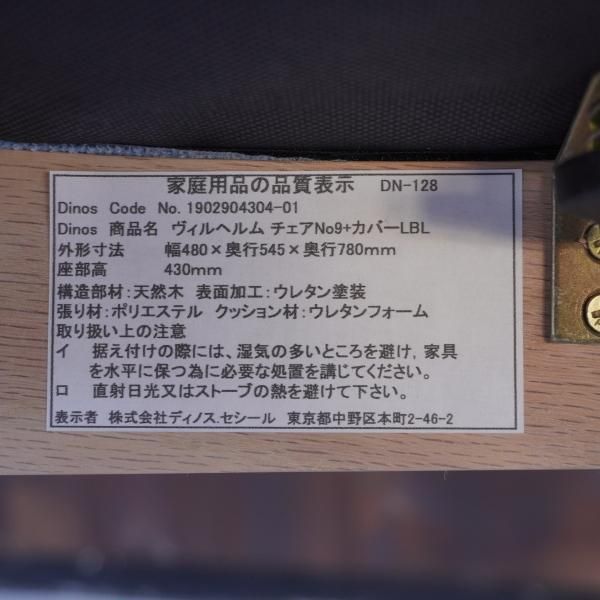 家庭用品の品質表示 DN-128
Dinos Code No. 1902904304-01
Dinos 商品名 ヴィルヘルム チェアNo9+カバーLBL
外形寸法 幅480×奥行545×奥行780mm
座部高 430mm
構造部材:天然木 表面加工:ウレタン塗装
張り材:ポリエステル クッション材:ウレタンフォーム
取り扱い上の注意
イ 据え付けの際には、湿気の多いところを避け,家具
を水平に保つ為に必要な処置を講じてください。
ロ 直射日光又はストーブの熱を避けて下さい。
表示者 株式会社ディノス.セシール 東京都中野区本町2-46-2